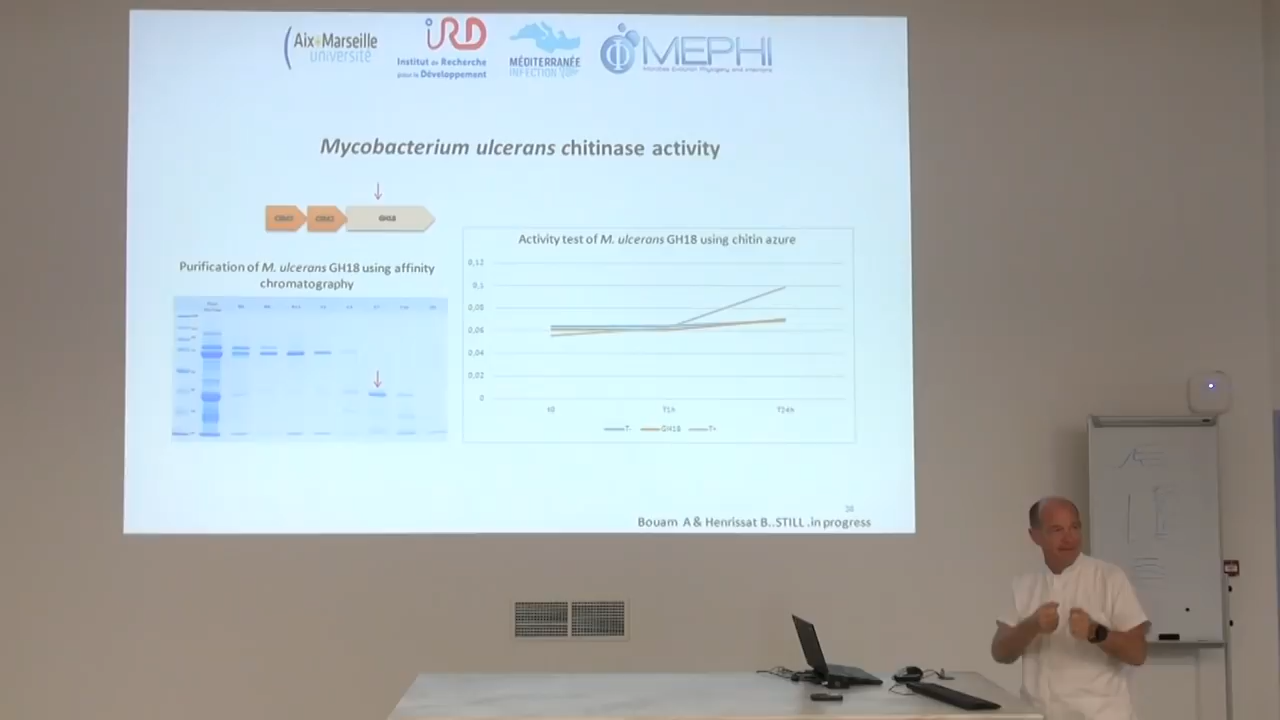 Aix*Marseille
université
IRD
Institut de Recherche
pour le Développement
MÉDITERRANÉE
INFECTION
MEPHI
Mycobacterium ulcerans chitinase activity
GH18
Purification of M. ulcerans GH18 using affinity
chromatography
Activity test of M. ulcerans GH18 using chitin azure
0,12
0,1
0,08
0,06
0,04
0,02
0
T1h
T24h
T-
GH18
T+
Bouam A & Henrissat B..STILL .in progress